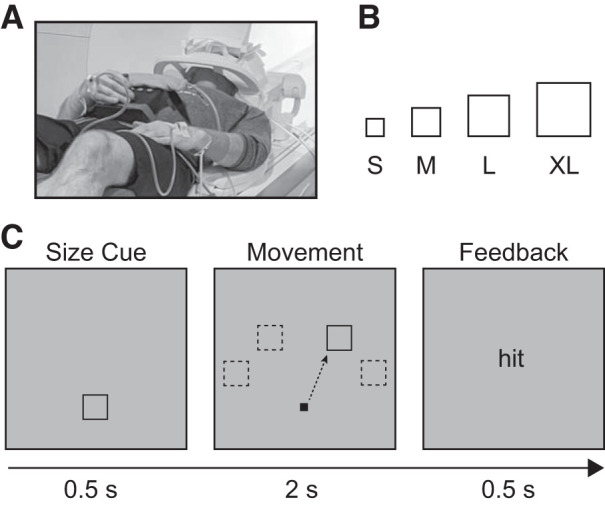 A
B
S M L XL
C
Size Cue Movement Feedback
hit
0.5 s 2 s 0.5 s